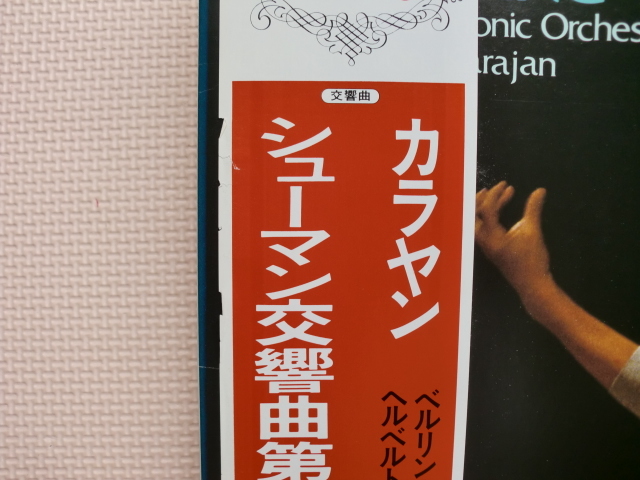 onic Orches
arajan
交響曲
カラヤン
シューマン交響曲第
ベルリン
ヘルベルト